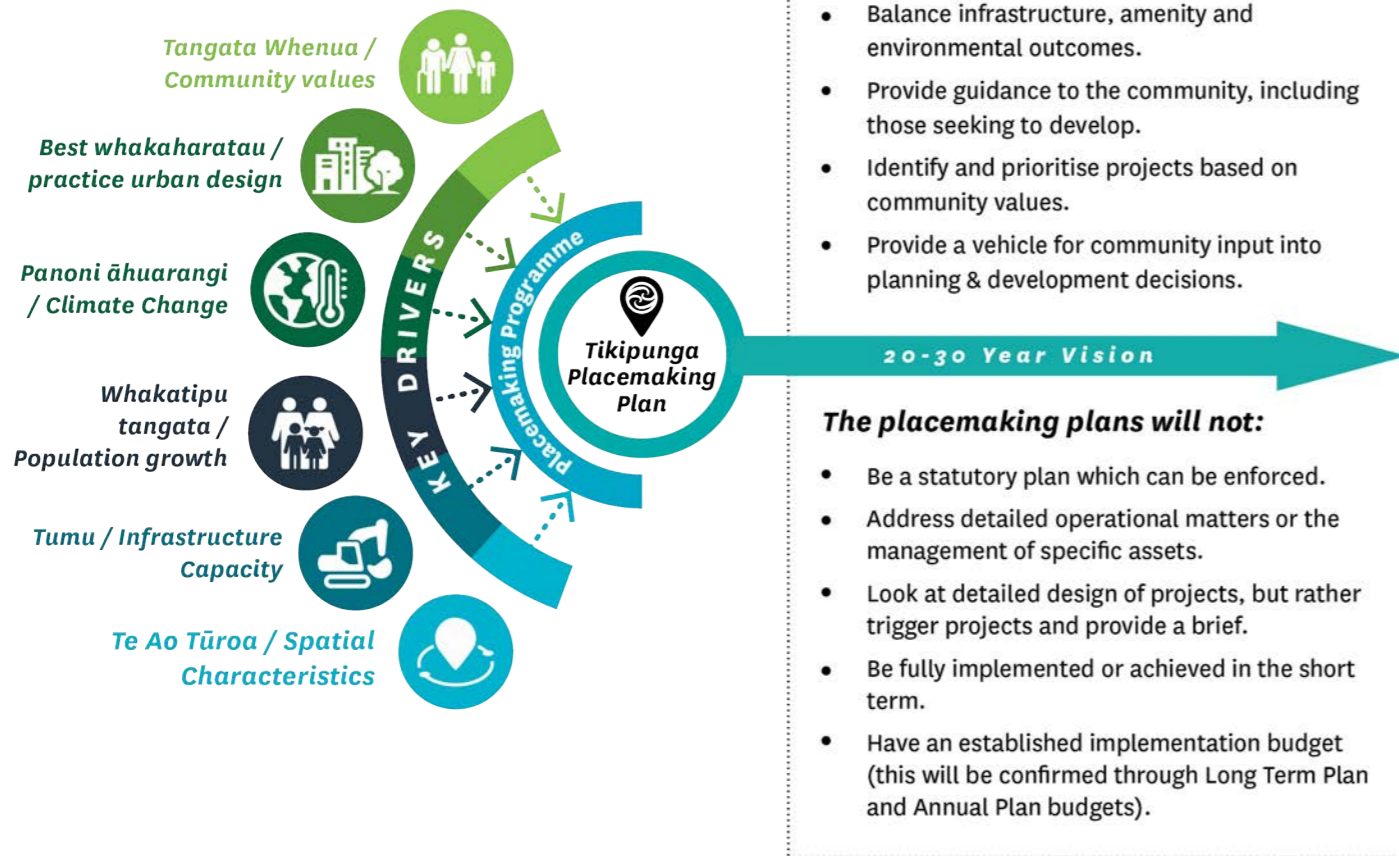 Tangata Whenua /
Community values
Best whakaharatau /
practice urban design
Panoni āhuarangi
/ Climate Change
Whakatipu
tangata /
Population growth
Tumu / Infrastructure
Capacity
Te Ao Tūroa / Spatial
Characteristics
KEY DRIVERS
Placemaking Programme
Tikipunga
Placemaking
Plan
• Balance infrastructure, amenity and
environmental outcomes.
• Provide guidance to the community, including
those seeking to develop.
• Identify and prioritise projects based on
community values.
• Provide a vehicle for community input into
planning & development decisions.
20-30 Year Vision
The placemaking plans will not:
• Be a statutory plan which can be enforced.
• Address detailed operational matters or the
management of specific assets.
• Look at detailed design of projects, but rather
trigger projects and provide a brief.
• Be fully implemented or achieved in the short
term.
• Have an established implementation budget
(this will be confirmed through Long Term Plan
and Annual Plan budgets).